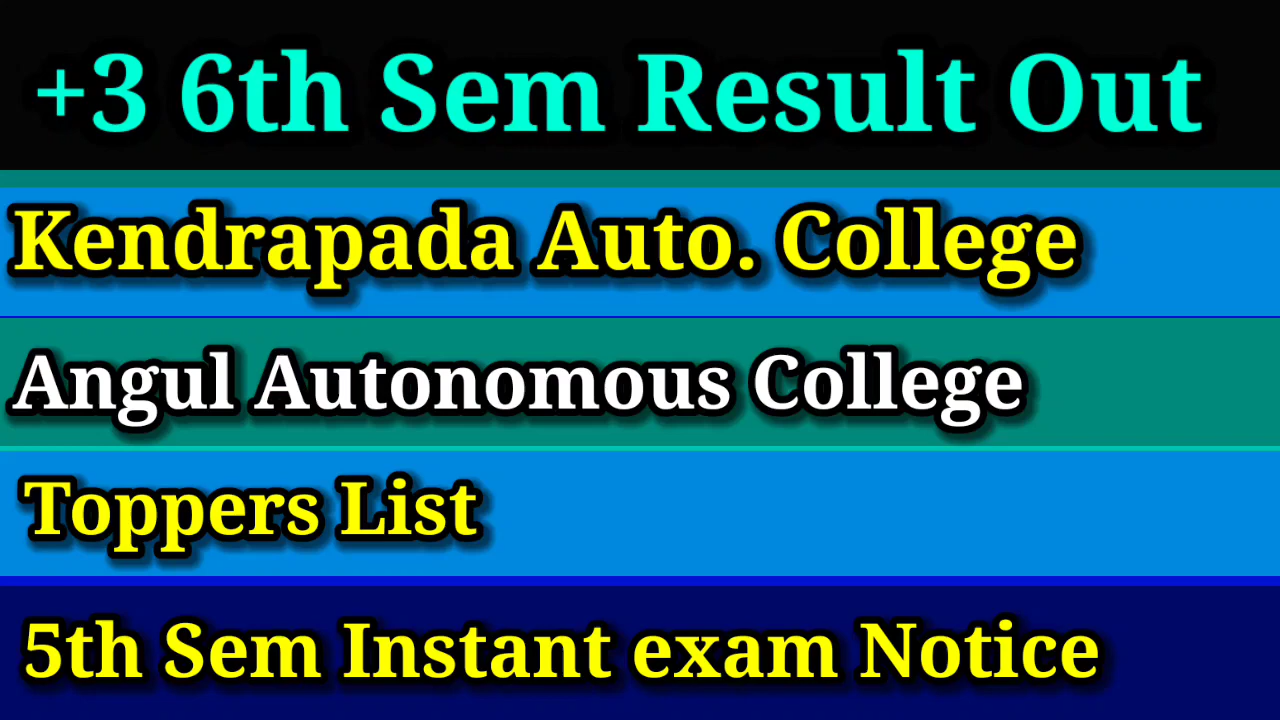 +3 6th Sem Result Out
Kendrapada Auto. College
Angul Autonomous College
Toppers List
5th Sem Instant exam Notice